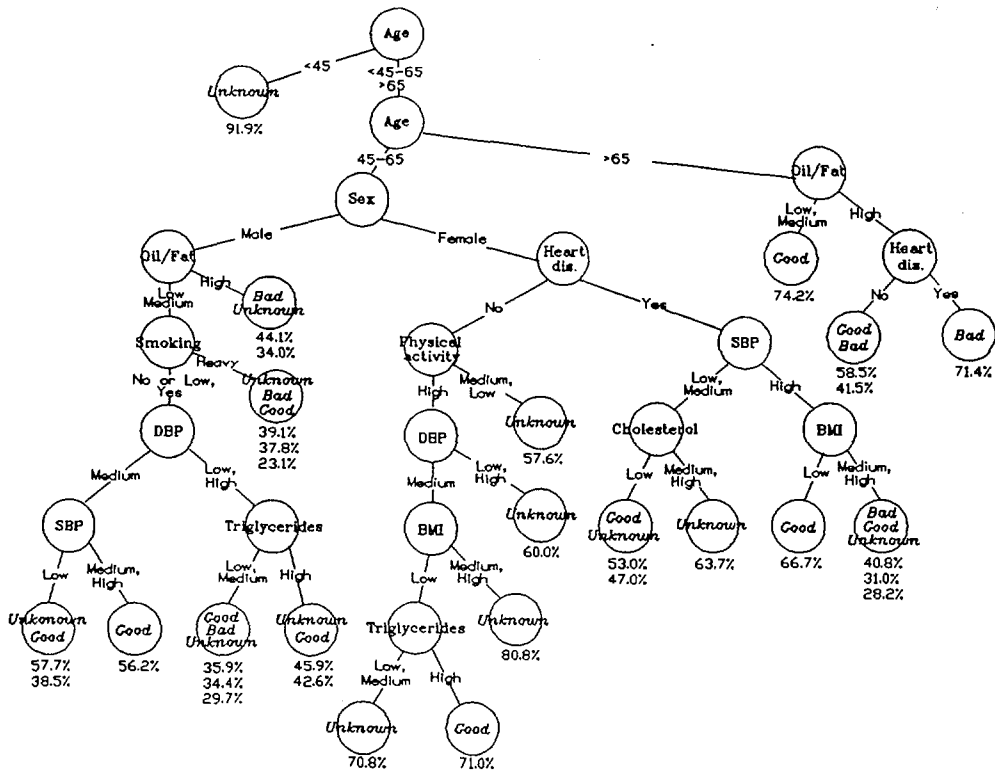 Age
<45
<45-65
>65
Unknown
91.9%
Age
45-65
>65
Sex
Oil/Fat
Male
Female
Low,
Medium
High
Oil/Fat
Heart
dis.
Good
74.2%
Heart
dis.
Low
Medium
High
Bad
Unknown
44.1%
34.0%
No
Yes
No
Yes
Good
Bad
58.5%
41.5%
Bad
71.4%
Smoking
Physical
activity
SBP
No or Low,
Yes
Heavy
Unknown
Bad
Good
39.1%
37.8%
23.1%
High
Medium,
Low
Unknown
57.6%
Low,
Medium
High
DBP
DBP
Cholesterol
BMI
Medium
Low,
High
Medium
Low,
High
Unknown
60.0%
Low
Medium,
High
Low
Medium,
High
SBP
Triglycerides
BMI
Good
Unknown
53.0%
47.0%
Unknown
63.7%
Good
66.7%
Bad
Good
Unknown
40.8%
31.0%
28.2%
Low
Medium,
High
Low,
Medium
High
Low
Medium,
High
Unkonown
Good
57.7%
38.5%
Good
56.2%
Good
Bad
Unknown
35.9%
34.4%
29.7%
Unknown
Good
45.9%
42.6%
Triglycerides
Unknown
80.8%
Low,
Medium
High
Unknown
70.8%
Good
71.0%